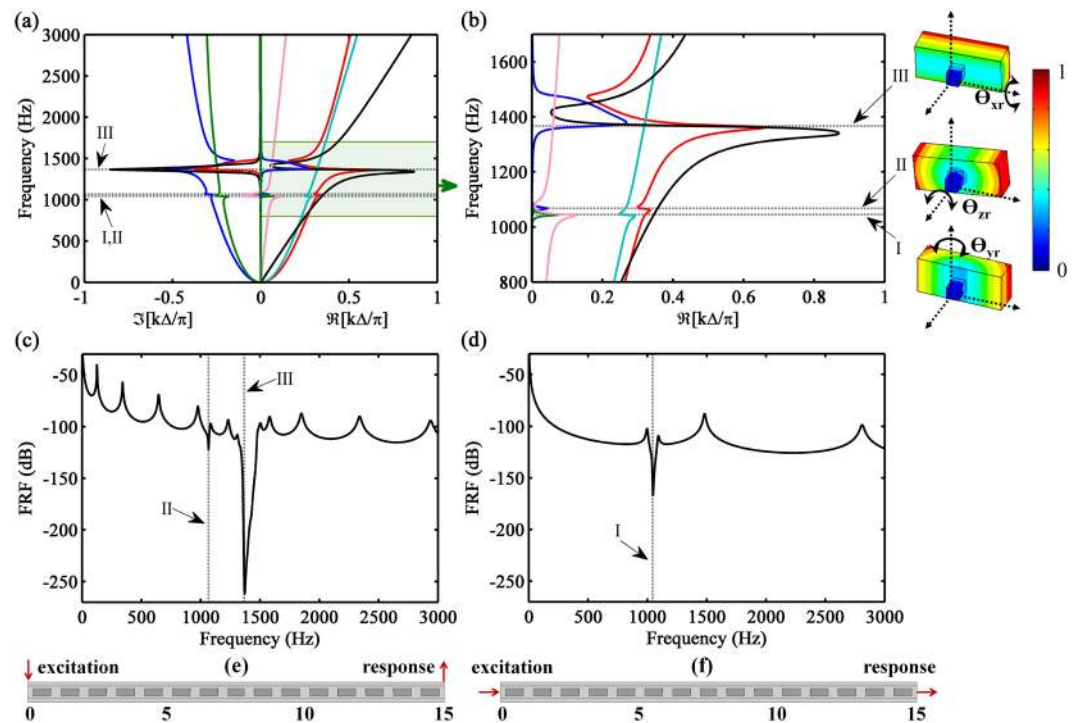 (a)
3000
2500
2000
1500
1000
500
0
Frequency (Hz)
III
I,II
-1 -0.5 0 0.5 1
ℑ[kΔ/π] ℜ[kΔ/π]
(b)
1600
1400
1200
1000
800
Frequency (Hz)
0 0.2 0.4 0.6 0.8 1
ℜ[kΔ/π]
III
II
I
Θxr
Θzr
Θyr
1
0
(c)
-50
-100
-150
-200
-250
FRF (dB)
III
II
0 500 1000 1500 2000 2500 3000
Frequency (Hz)
(d)
-50
-100
-150
-200
-250
FRF (dB)
I
0 500 1000 1500 2000 2500 3000
Frequency (Hz)
excitation (e) response
0 5 10 15
excitation (f) response
0 5 10 15